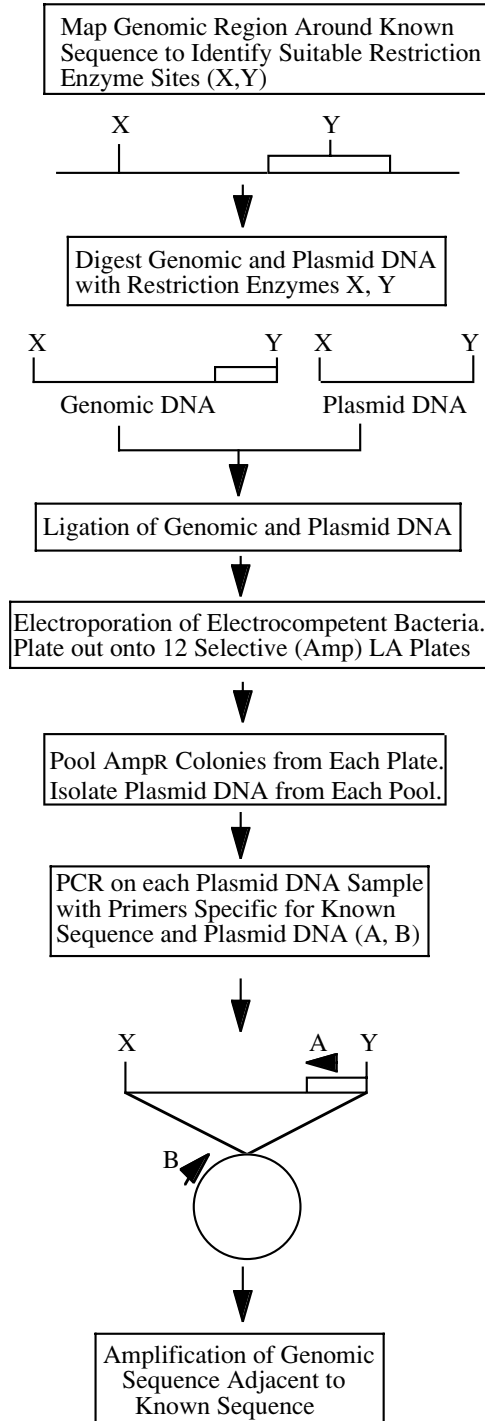 Map Genomic Region Around Known
Sequence to Identify Suitable Restriction
Enzyme Sites (X,Y)
X Y
Digest Genomic and Plasmid DNA
with Restriction Enzymes X, Y
X Y X Y
Genomic DNA Plasmid DNA
Ligation of Genomic and Plasmid DNA
Electroporation of Electrocompetent Bacteria.
Plate out onto 12 Selective (Amp) LA Plates
Pool AmpR Colonies from Each Plate.
Isolate Plasmid DNA from Each Pool.
PCR on each Plasmid DNA Sample
with Primers Specific for Known
Sequence and Plasmid DNA (A, B)
X A Y
B
Amplification of Genomic
Sequence Adjacent to
Known Sequence